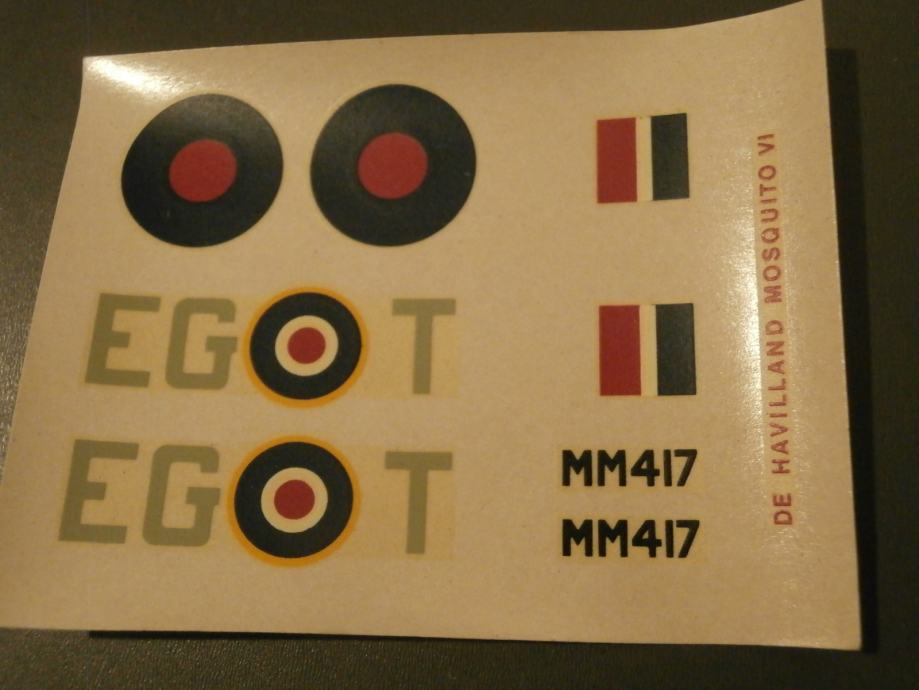 EG T
EG T
MM417
MM417
DE HAVILLAND MOSQUITO VI